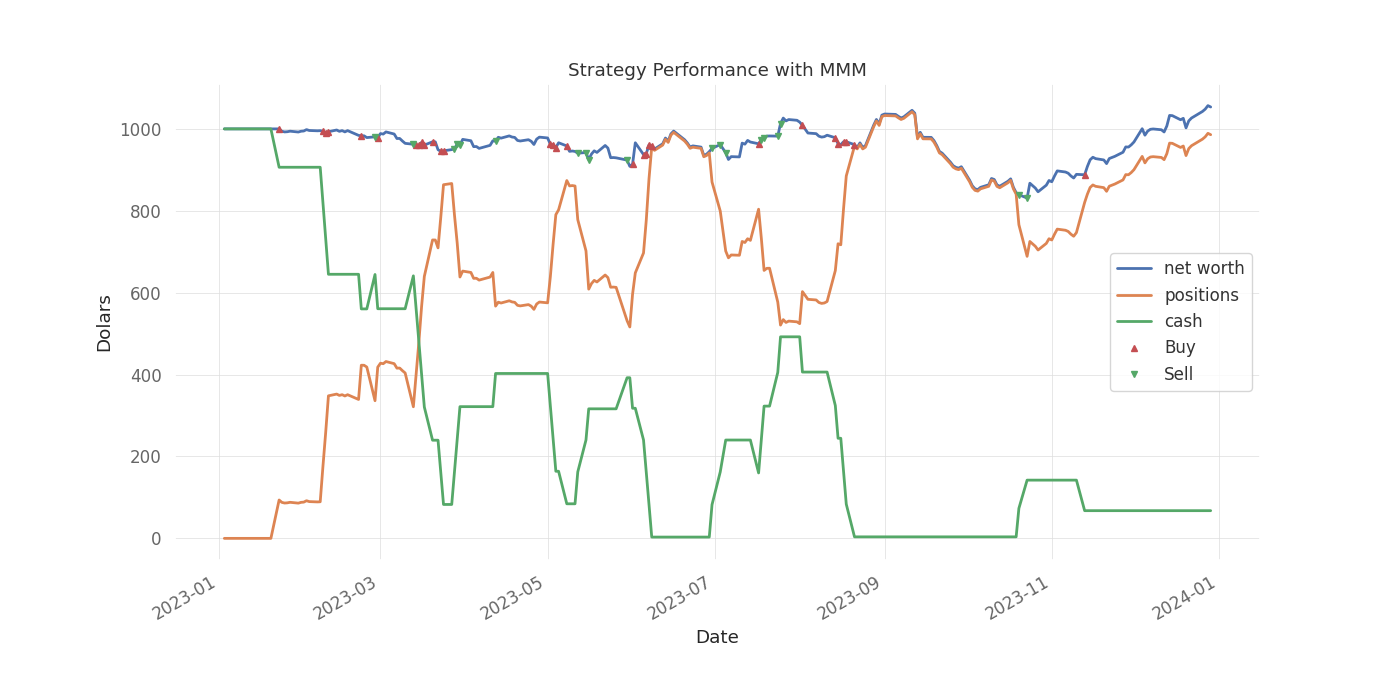 Strategy Performance with MMM
Dolars
1000
800
600
400
200
0
net worth
positions
cash
Buy
Sell
2023-01
2023-03
2023-05
2023-07
2023-09
2023-11
2024-01
Date